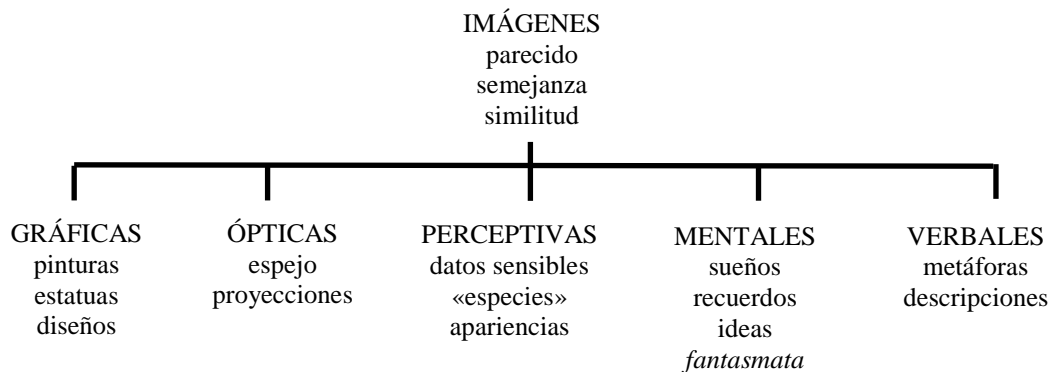 IMÁGENES
parecido
semejanza
similitud
GRÁFICAS
pinturas
estatuas
diseños
ÓPTICAS
espejo
proyecciones
PERCEPTIVAS
datos sensibles
«especies»
apariencias
MENTALES
sueños
recuerdos
ideas
fantasmata
VERBALES
metáforas
descripciones